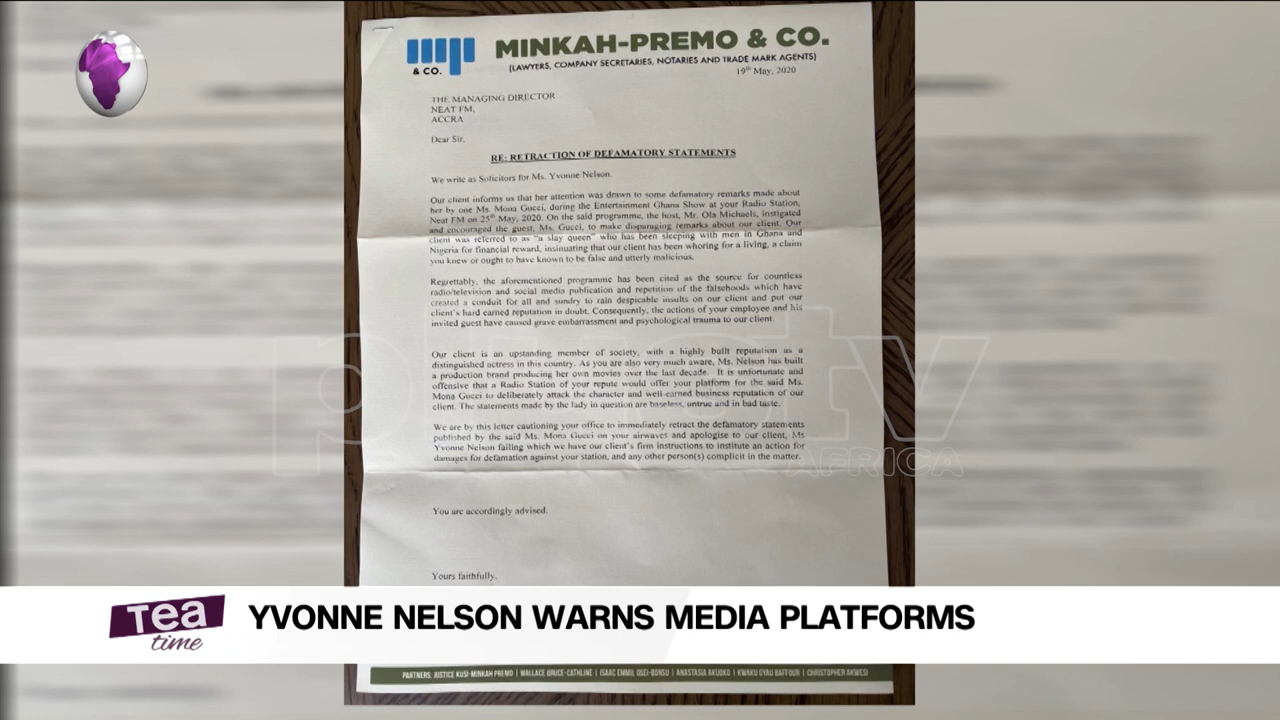 MINKAH-PREMO & CO.
& CO.
(LAWYERS, COMPANY SECRETARIES, NOTARIES AND TRADE MARK AGENTS)
19th May, 2020
THE MANAGING DIRECTOR
NEAT FM,
ACCRA
Dear Sir,
RE: RETRACTION OF DEFAMATORY STATEMENTS
We write as Solicitors for Ms. Yvonne Nelson.
Our client informs us that her attention was drawn to some defamatory remarks made about
her by one Ms. Mona Gucci, during the Entertainment Ghana Show at your Radio Station,
Neat FM on 25th May, 2020. On the said programme, the host, Mr. Ola Michaels, instigated
and encouraged the guest, Ms. Gucci, to make disparaging remarks about our client. Our
client was referred to as "a slay queen" who has been sleeping with men in Ghana and
Nigeria for financial reward, insinuating that our client has been whoring for a living, a claim
you knew or ought to have known to be false and utterly malicious.
Regrettably, the aforementioned programme has been cited as the source for countless
radio/television and social media publication and repetition of the falsehoods which have
created a conduit for all and sundry to rain despicable insults on our client and put our
client's hard earned reputation in doubt. Consequently, the actions of your employee and his
invited guest have caused grave embarrassment and psychological trauma to our client.
Our client is an upstanding member of society, with a highly built reputation as a
distinguished actress in this country. As you are also very much aware, Ms. Nelson has built
a production brand producing her own movies over the last decade. It is unfortunate and
offensive that a Radio Station of your repute would offer your platform for the said Ms.
Mona Gucci to deliberately attack the character and well-earned business reputation of our
client. The statements made by the lady in question are baseless, untrue and in bad taste.
We are by this letter cautioning your office to immediately retract the defamatory statements
published by the said Ms. Mona Gucci on your airwaves and apologise to our client, Ms
Yvonne Nelson failing which we have our client's firm instructions to institute an action for
damages for defamation against your station, and any other person(s) complicit in the matter.
AFRICA
You are accordingly advised.
Yours faithfully,
Tea
time
YVONNE NELSON WARNS MEDIA PLATFORMS
PARTNERS: JUSTICE KUSI-MINKAH PREMO | WALLACE BRUCE-CATHLINE | ISAAC EMMIL OSEI-BONSU | ANASTASIA AKUOKO | KWAKU GYAU BAFFOUR | CHRISTOPHER AKWESI